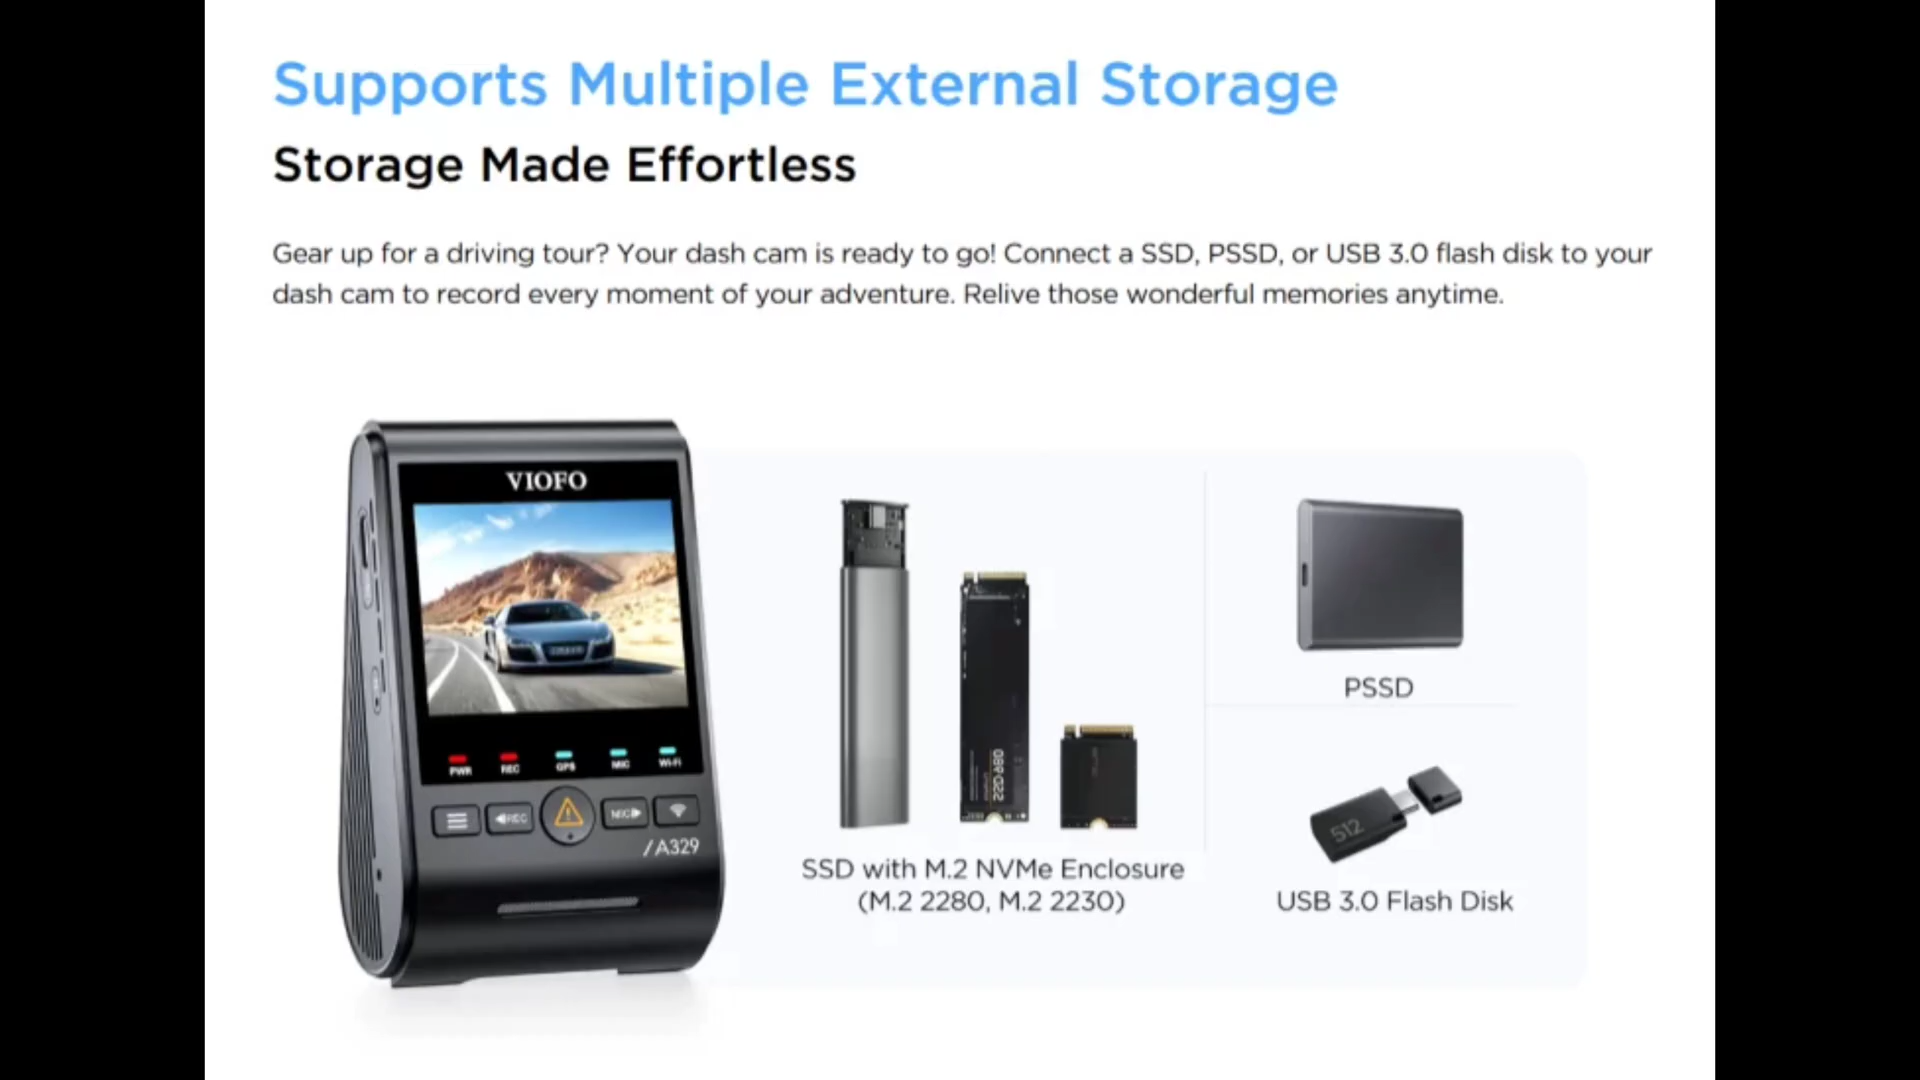 Supports Multiple External Storage
Storage Made Effortless
Gear up for a driving tour? Your dash cam is ready to go! Connect a SSD, PSSD, or USB 3.0 flash disk to your
dash cam to record every moment of your adventure. Relive those wonderful memories anytime.
VIOFO
PWR REC GPS MIC Wi-Fi
REC MIC
/A329
SSD with M.2 NVMe Enclosure
(M.2 2280, M.2 2230)
PSSD
512
USB 3.0 Flash Disk